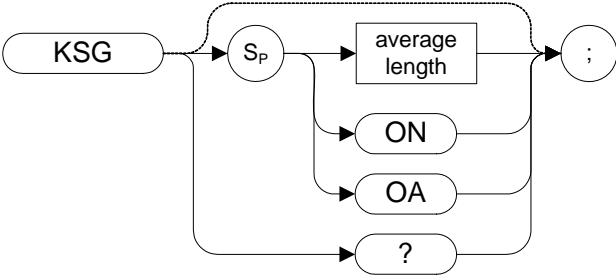 KSG
SP
average
length
;
ON
OA
?